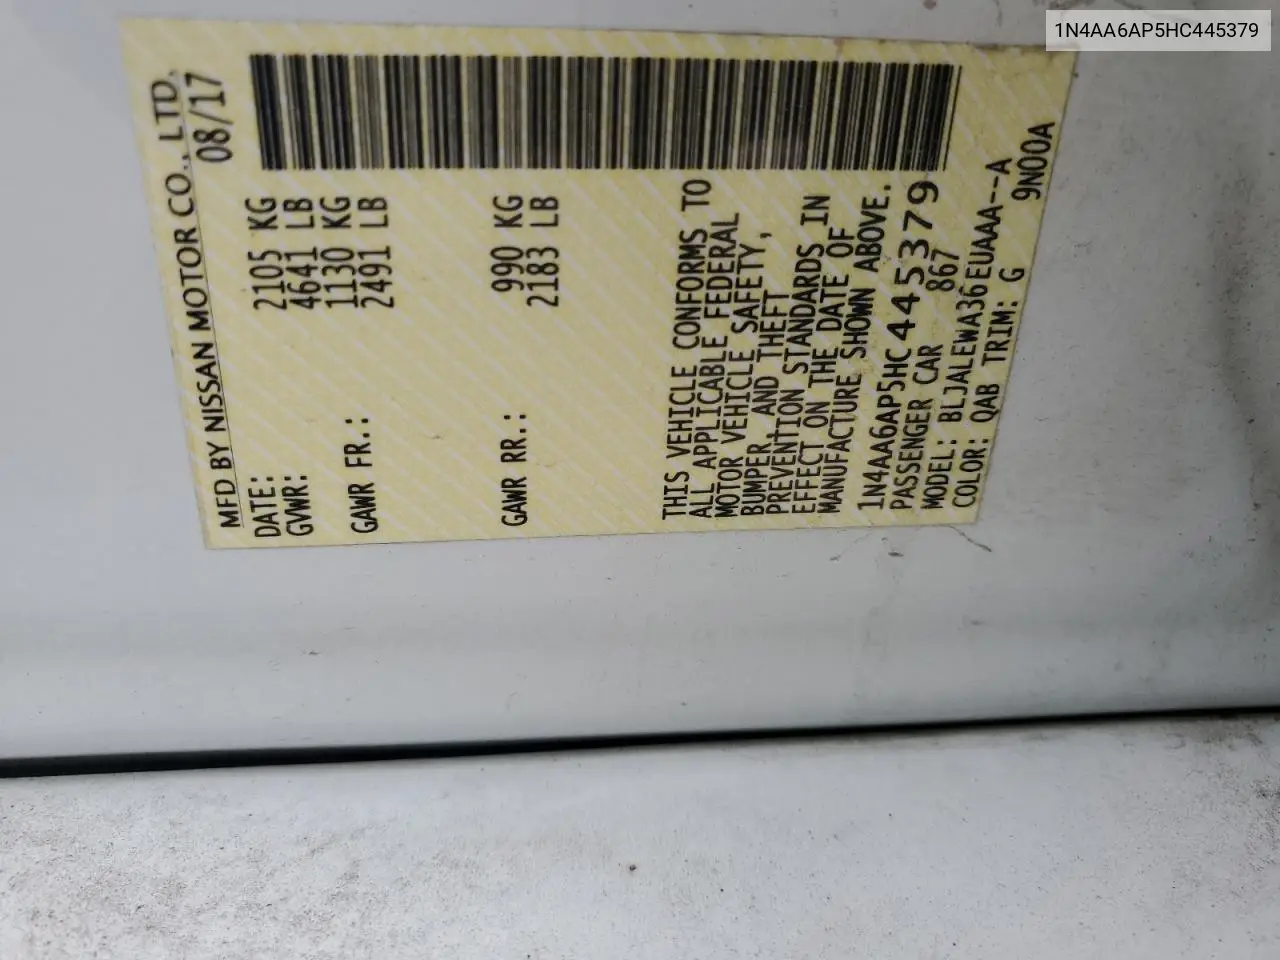 1N4AA6AP5HC445379
MFD BY NISSAN MOTOR CO., LTD.
DATE: 08/17
GVWR: 2105 KG
4641 LB
GAWR FR.: 1130 KG
2491 LB
GAWR RR.: 990 KG
2183 LB
THIS VEHICLE CONFORMS TO
ALL APPLICABLE FEDERAL
MOTOR VEHICLE SAFETY,
BUMPER, AND THEFT
PREVENTION STANDARDS IN
EFFECT ON THE DATE OF
MANUFACTURE SHOWN ABOVE.
1N4AA6AP5HC445379
PASSENGER CAR 867
MODEL: BLJALEWA36EUAAA--A
COLOR: QAB TRIM: G 9N00A